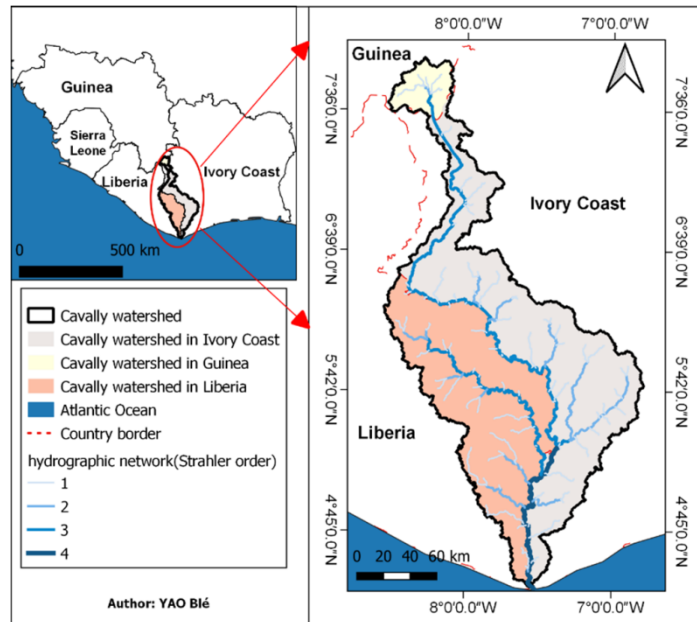 Guinea
Sierra
Leone
Liberia
Ivory Coast
0 500 km
Cavally watershed
Cavally watershed in Ivory Coast
Cavally watershed in Guinea
Cavally watershed in Liberia
Atlantic Ocean
Country border
hydrographic network(Strahler order)
1
2
3
4
Author: YAO Blé
8°0'0.0"W 7°0'0.0"W
Guinea
7°36'0.0"N 7°36'0.0"N
Ivory Coast
6°39'0.0"N 6°39'0.0"N
5°42'0.0"N 5°42'0.0"N
Liberia
4°45'0.0"N 4°45'0.0"N
0 20 40 60 km
8°0'0.0"W 7°0'0.0"W